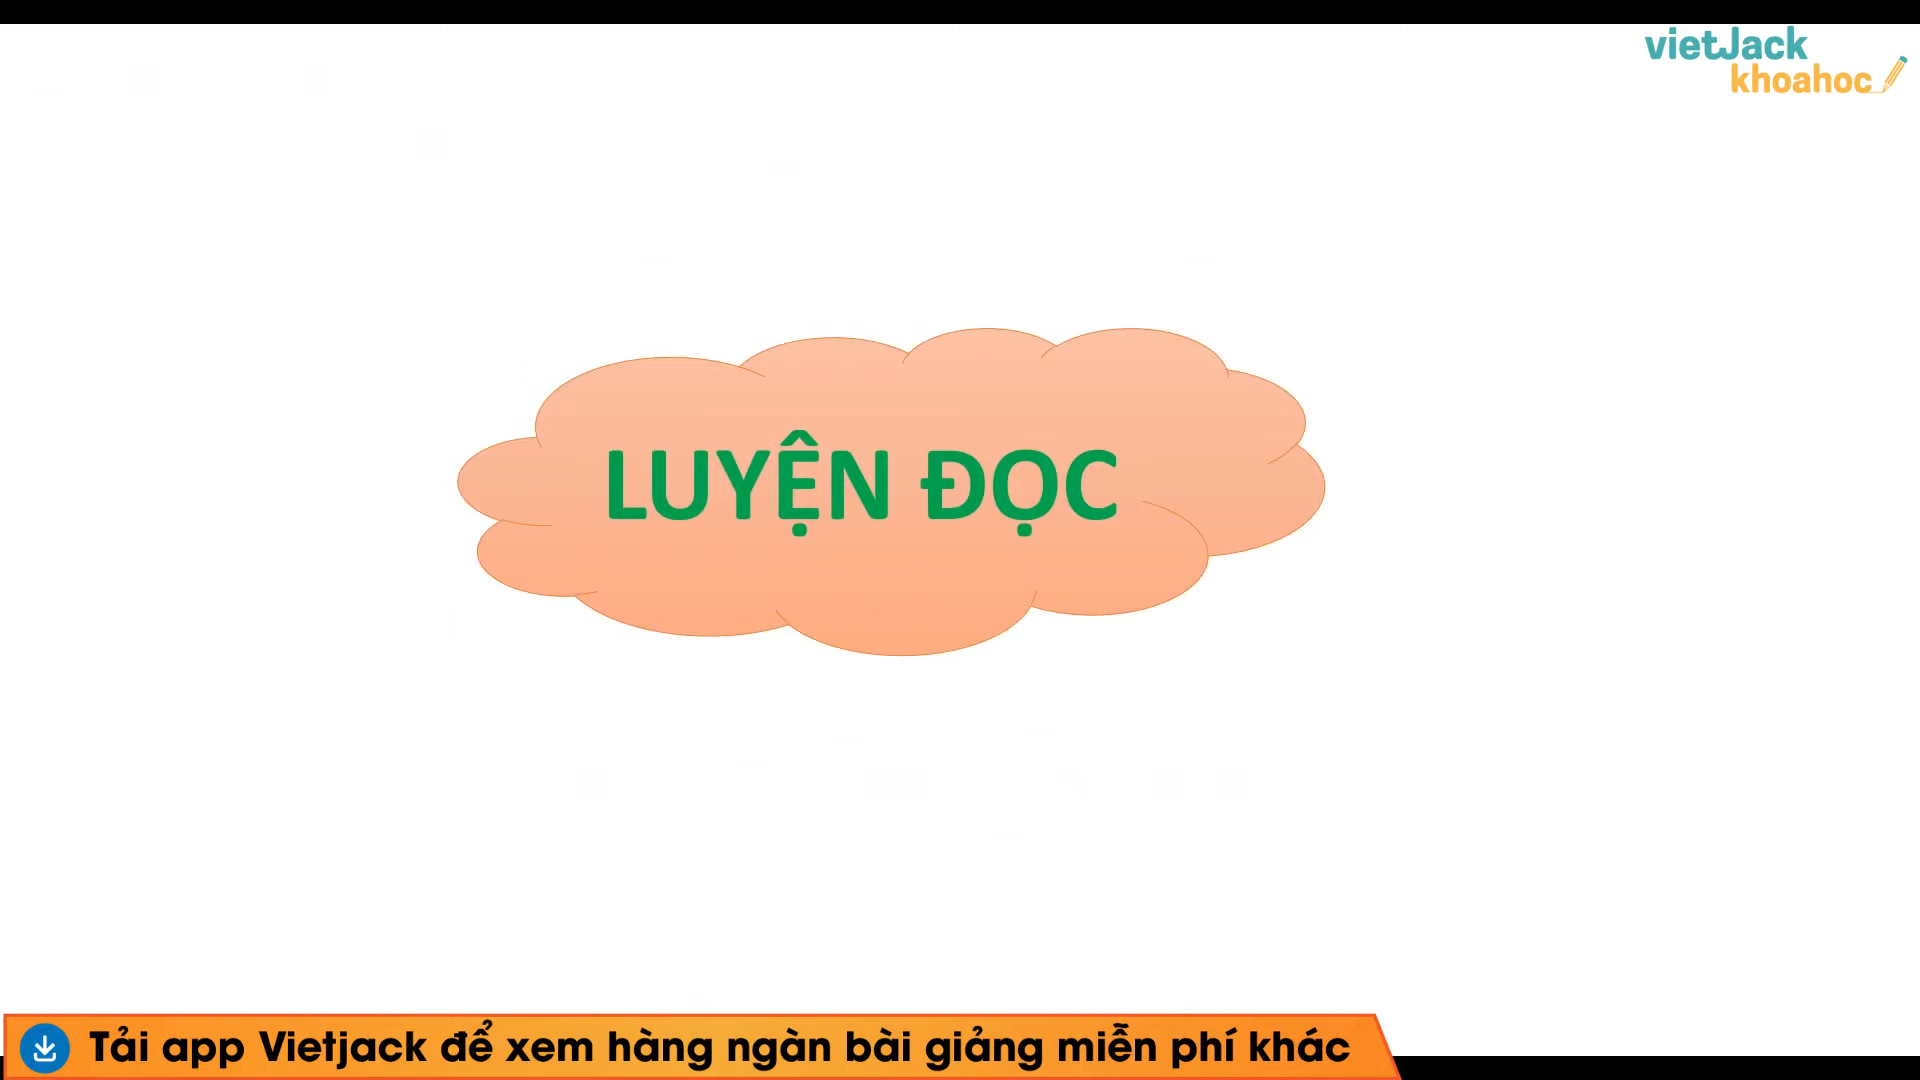 vietJack
khoahoc
LUYỆN ĐỌC
Tải app Vietjack để xem hàng ngàn bài giảng miễn phí khác